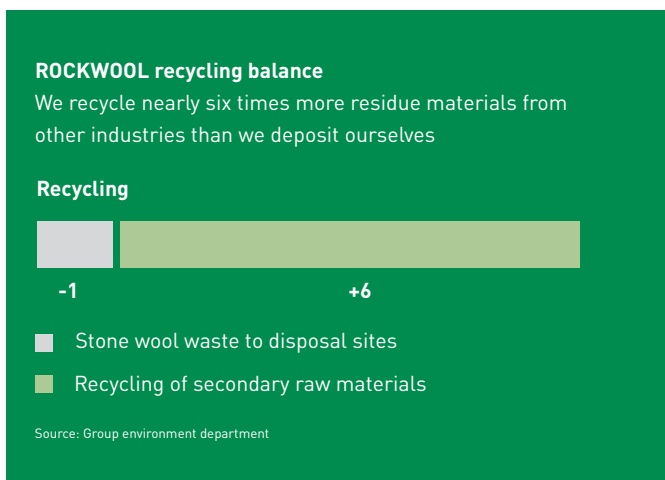 ROCKWOOL recycling balance
We recycle nearly six times more residue materials from
other industries than we deposit ourselves
Recycling
-1 +6
Stone wool waste to disposal sites
Recycling of secondary raw materials
Source: Group environment department